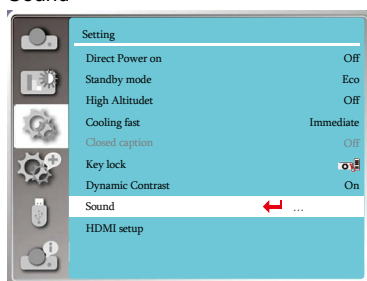 Sound
Setting
Direct Power on Off
Standby mode Eco
High Altitudet Off
Cooling fast Immediate
Closed caption Off
Key lock
Dynamic Contrast On
Sound ...
HDMI setup